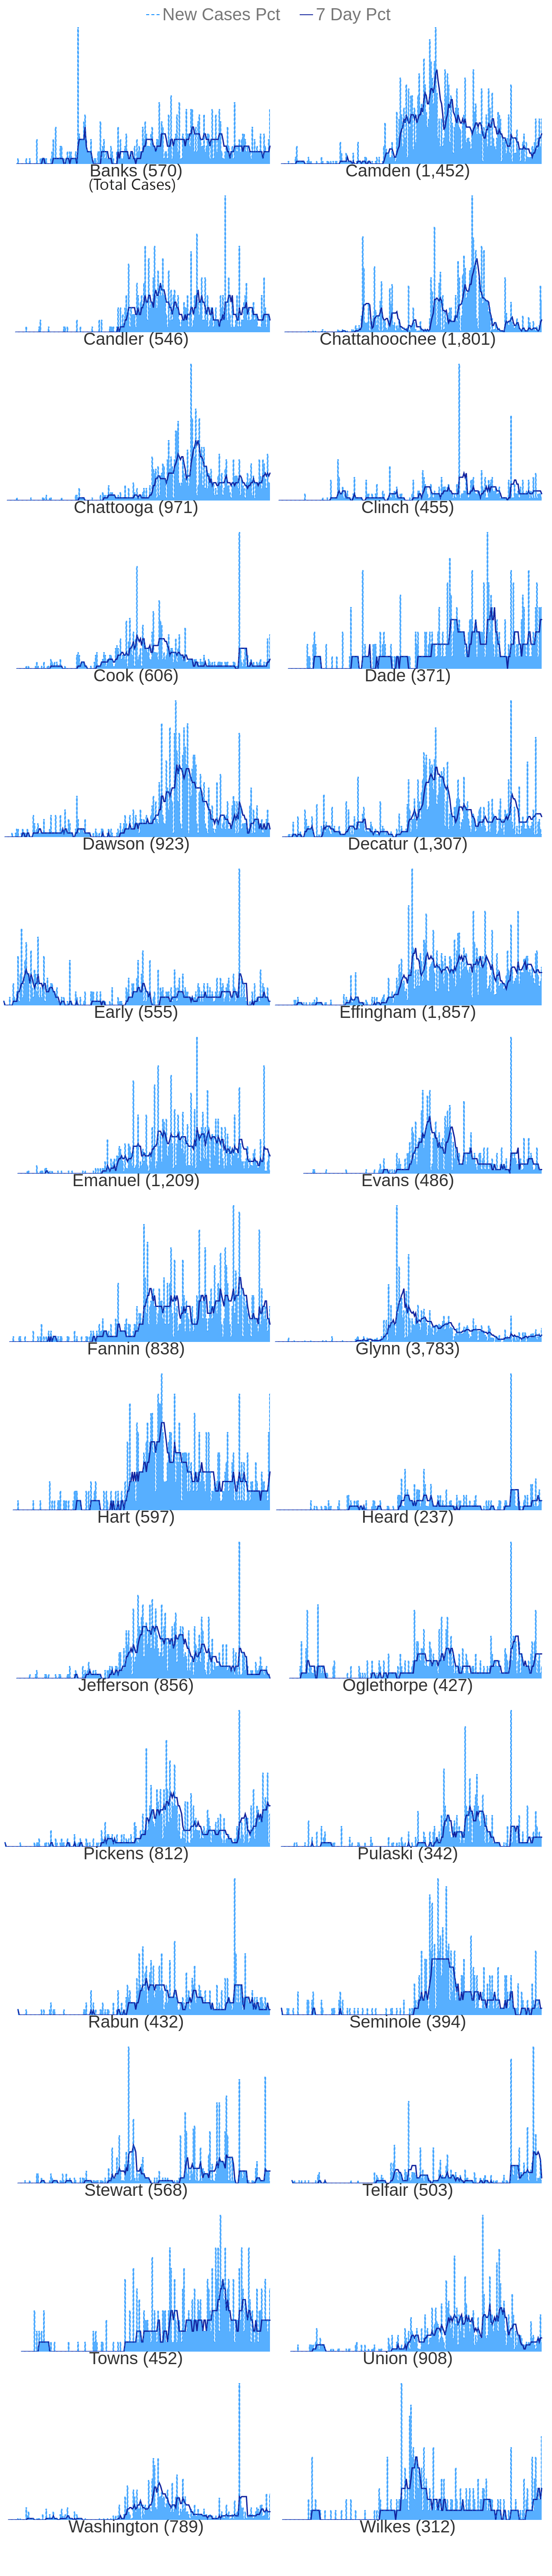 New Cases Pct 7 Day Pct
Banks (570) Camden (1,452)
(Total Cases)
Candler (546) Chattahoochee (1,801)
Chattooga (971) Clinch (455)
Cook (606) Dade (371)
Dawson (923) Decatur (1,307)
Early (555) Effingham (1,857)
Emanuel (1,209) Evans (486)
Fannin (838) Glynn (3,783)
Hart (597) Heard (237)
Jefferson (856) Oglethorpe (427)
Pickens (812) Pulaski (342)
Rabun (432) Seminole (394)
Stewart (568) Telfair (503)
Towns (452) Union (908)
Washington (789) Wilkes (312)